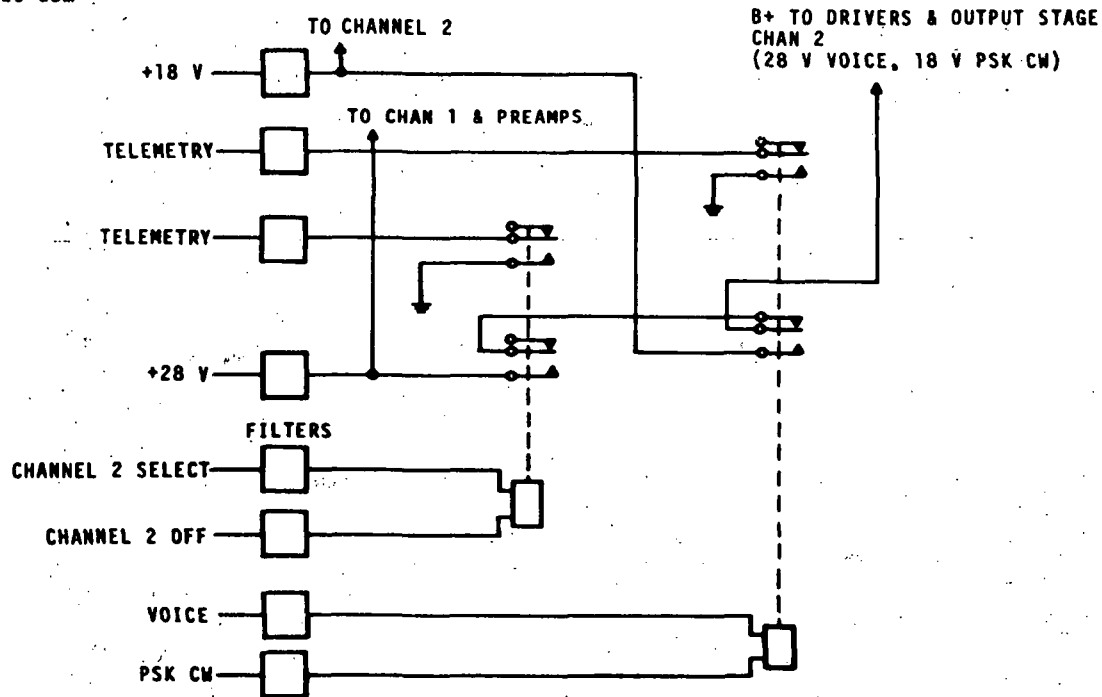 TO CHANNEL 2
B+ TO DRIVERS & OUTPUT STAGE
CHAN 2
(28 V VOICE, 18 V PSK CW)
+18 V
TO CHAN 1 & PREAMPS
TELEMETRY
TELEMETRY
+28 V
FILTERS
CHANNEL 2 SELECT
CHANNEL 2 OFF
VOICE
PSK CW